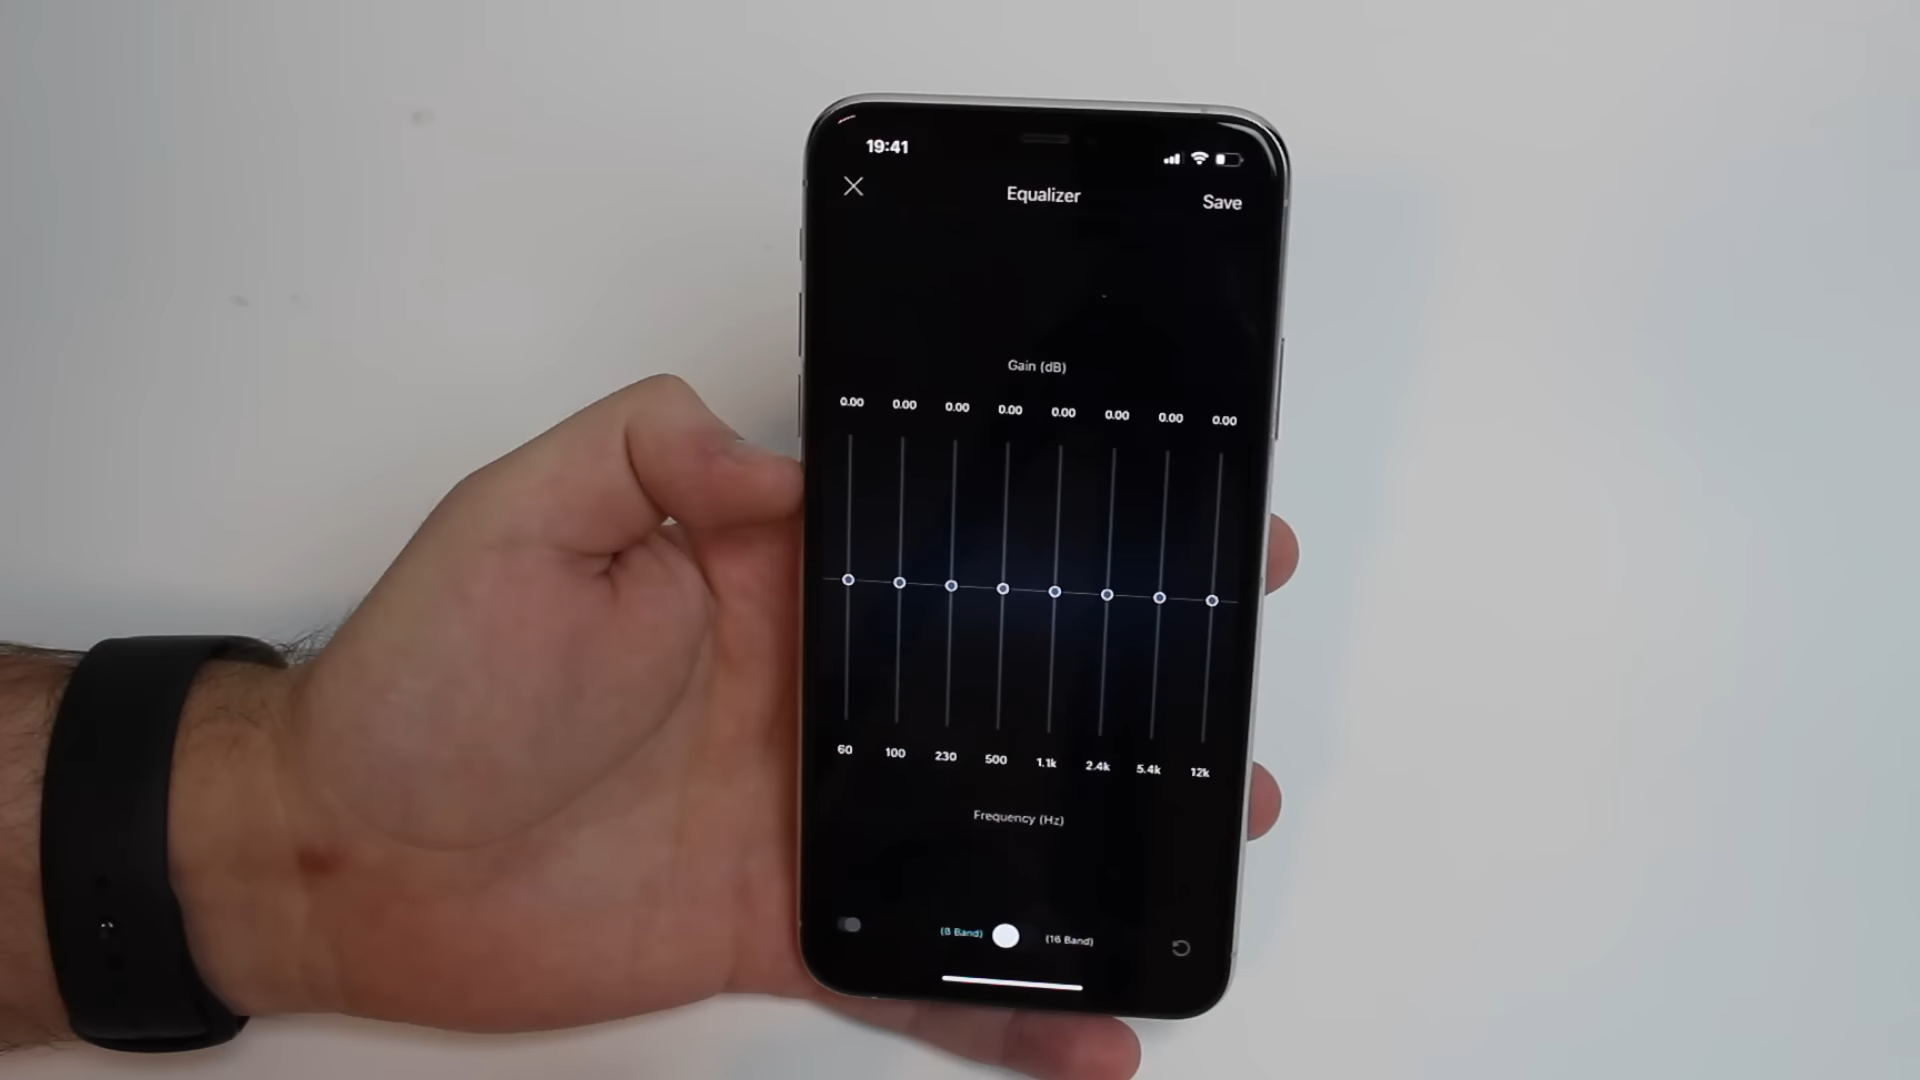 19:41
Equalizer
Save
Gain (dB)
0.00 0.00 0.00 0.00 0.00 0.00 0.00 0.00
60 100 230 500 1.1k 2.4k 5.4k 12k
Frequency (Hz)
(8 Band) (16 Band)